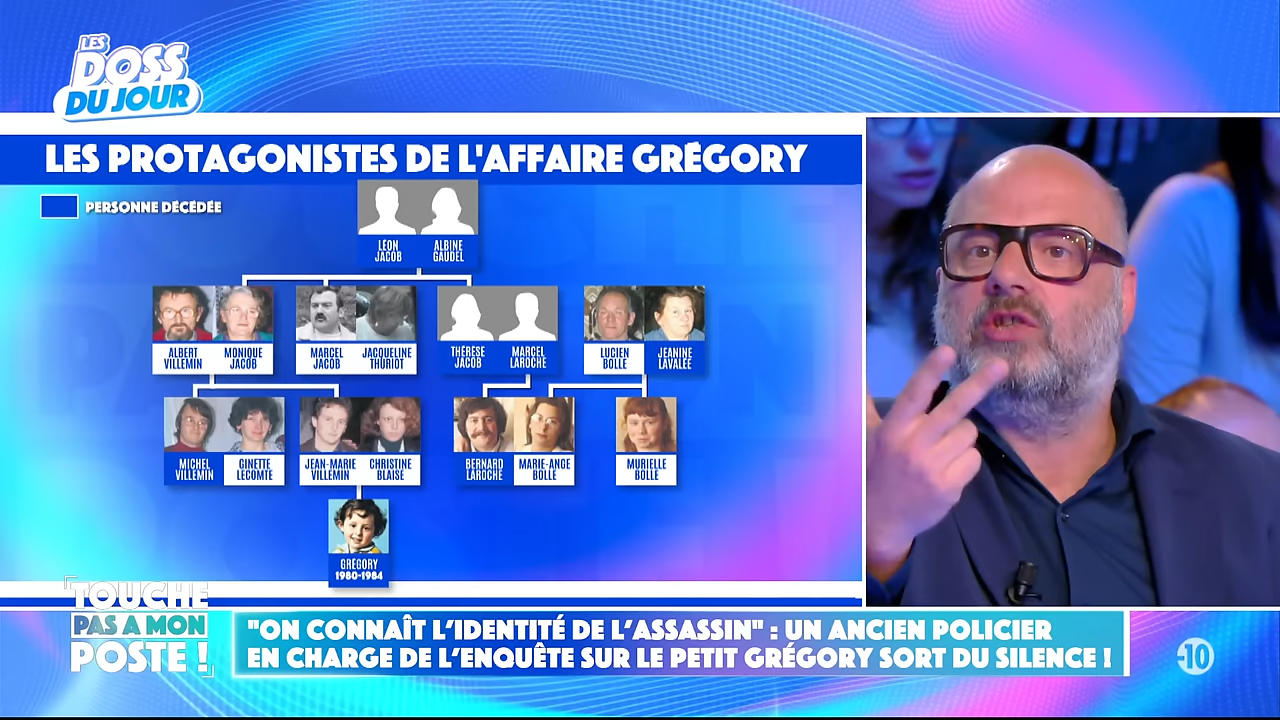 LES
DOSS
DU JOUR
LES PROTAGONISTES DE L'AFFAIRE GRÉGORY
PERSONNE DÉCÉDÉE
LÉON
JACOB
ALBINE
GAUDEL
ALBERT
VILLEMIN
MONIQUE
JACOB
MARCEL
JACOB
JACQUELINE
THURIOT
THÉRÈSE
JACOB
MARCEL
LAROCHE
LUCIEN
BOLLE
JEANINE
LAVALEE
MICHEL
VILLEMIN
GINETTE
LECOMTE
JEAN-MARIE
VILLEMIN
CHRISTINE
BLAISE
BERNARD
LAROCHE
MARIE-ANGE
BOLLE
MURIELLE
BOLLE
GRÉGORY
1980-1984
TOUCHE
PAS A MON
POSTE !
"ON CONNAÎT L'IDENTITÉ DE L'ASSASSIN" : UN ANCIEN POLICIER
EN CHARGE DE L'ENQUÊTE SUR LE PETIT GRÉGORY SORT DU SILENCE !
-10